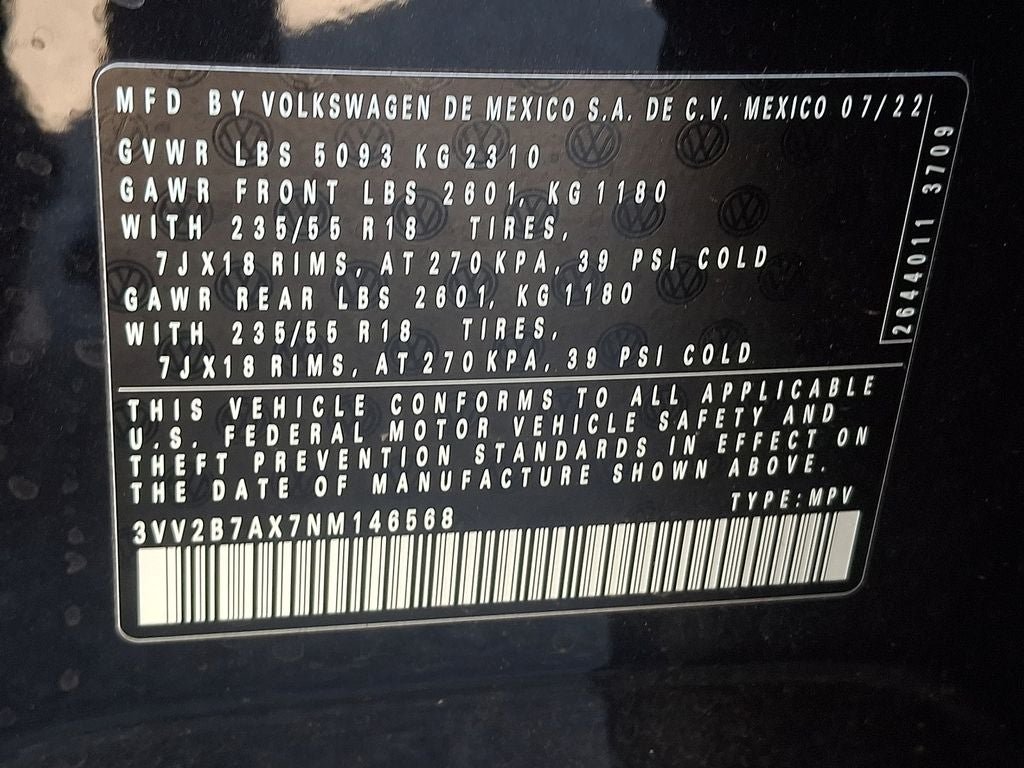 MFD BY VOLKSWAGEN DE MEXICO S.A. DE C.V. MEXICO 07/22
GVWR LBS 5093 KG 2310
GAWR FRONT LBS 2601, KG 1180
WITH 235/55 R18 TIRES,
7JX18 RIMS, AT 270 KPA, 39 PSI COLD
GAWR REAR LBS 2601, KG 1180
WITH 235/55 R18 TIRES,
7JX18 RIMS, AT 270 KPA, 39 PSI COLD
2644011 3709
THIS VEHICLE CONFORMS TO ALL APPLICABLE
U.S. FEDERAL MOTOR VEHICLE SAFETY AND
THEFT PREVENTION STANDARDS IN EFFECT ON
THE DATE OF MANUFACTURE SHOWN ABOVE.
TYPE: MPV
3VV2B7AX7NM146568